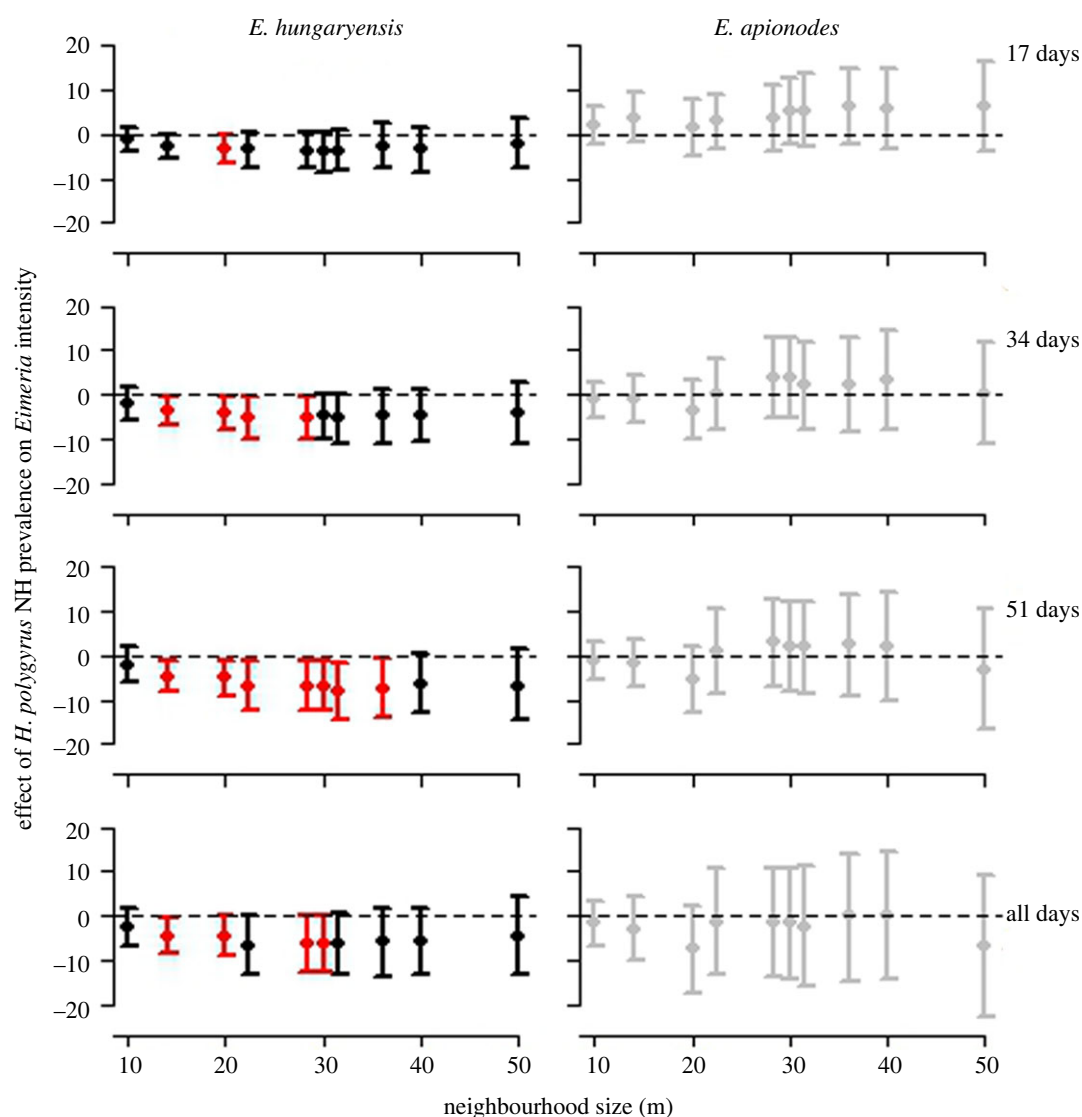 E. hungaryensis E. apionodes
17 days
20
10
0
–10
–20
34 days
20
10
0
–10
–20
effect of H. polygyrus NH prevalence on Eimeria intensity
51 days
20
10
0
–10
–20
all days
20
10
0
–10
–20
10 20 30 40 50 10 20 30 40 50
neighbourhood size (m)